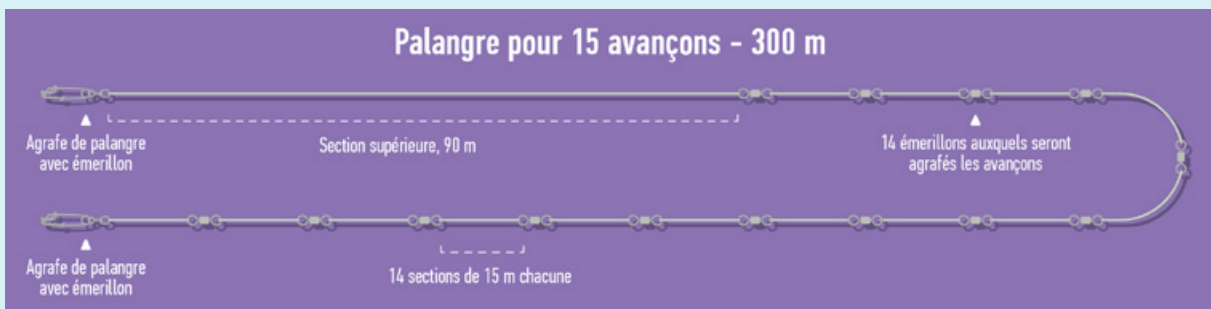 Palangre pour 15 avançons - 300 m
Agrafe de palangre
avec émerillon
Section supérieure, 90 m
14 émerillons auxquels seront
agrafés les avançons
Agrafe de palangre
avec émerillon
14 sections de 15 m chacune